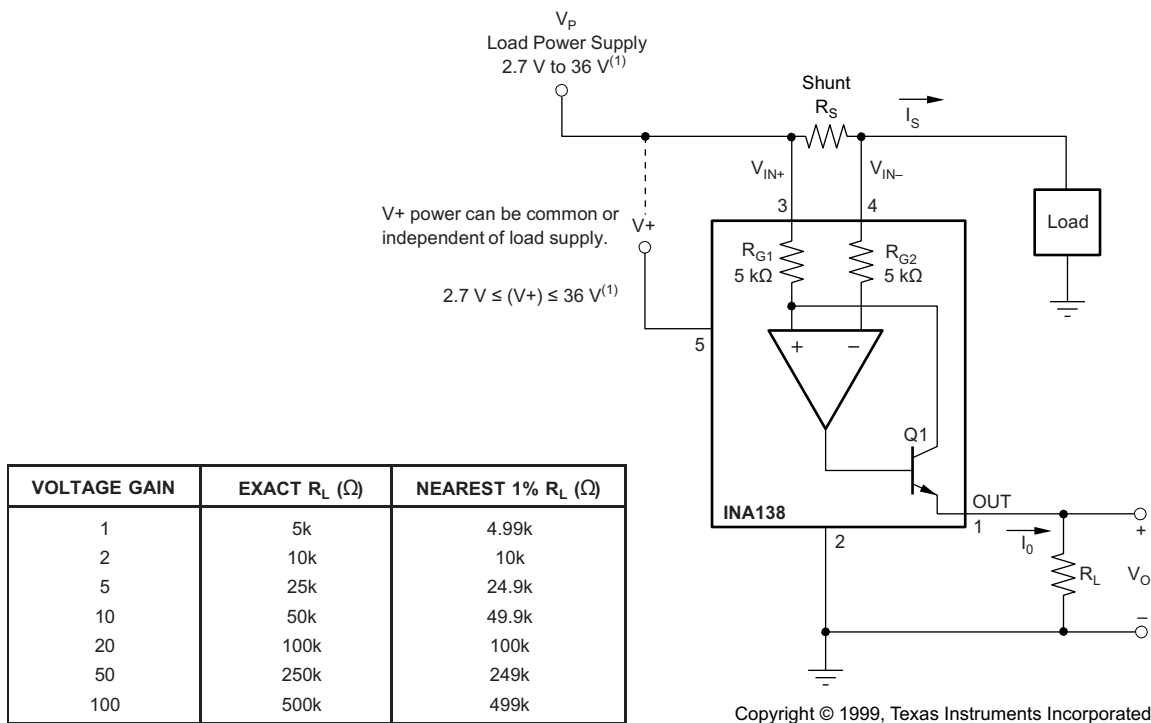 V_P
Load Power Supply
2.7 V to 36 V(1)
Shunt
R_S
I_S
V_IN+
V_IN–
3
4
V+ power can be common or
independent of load supply.
V+
2.7 V ≤ (V+) ≤ 36 V(1)
5
R_G1
5 kΩ
R_G2
5 kΩ
Load
+
–
Q1
INA138
OUT
1
2
I_0
R_L
+
V_O
–
VOLTAGE GAIN EXACT R_L (Ω) NEAREST 1% R_L (Ω)
1 5k 4.99k
2 10k 10k
5 25k 24.9k
10 50k 49.9k
20 100k 100k
50 250k 249k
100 500k 499k
Copyright © 1999, Texas Instruments Incorporated